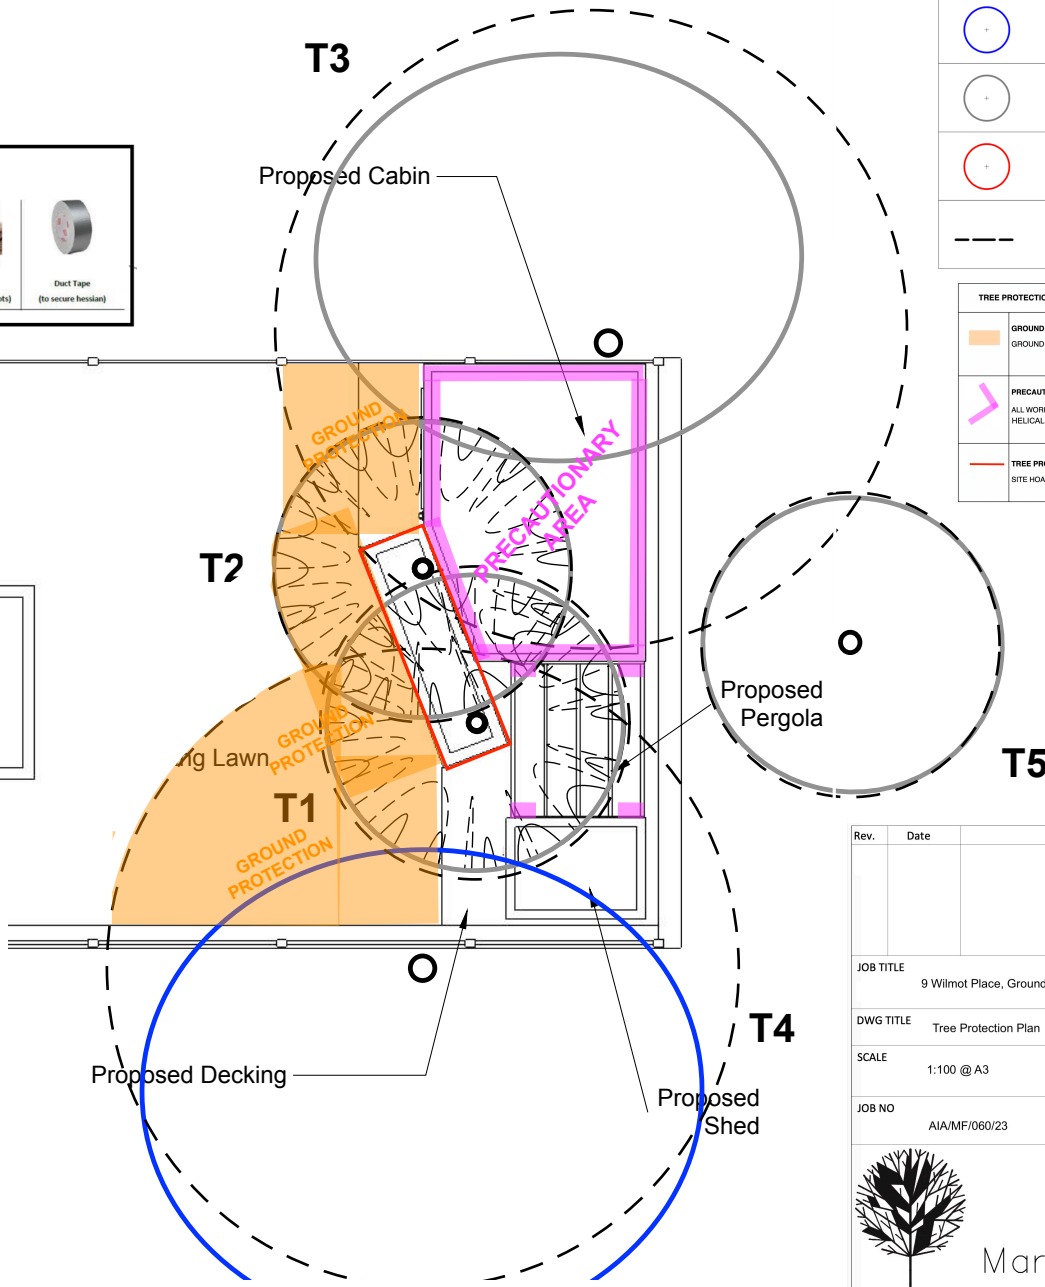 T3
Proposed Cabin
Duct Tape
(to secure hessian)
TREE PROTECTIO
GROUND
GROUND
PRECAUT
ALL WOR
HELICAL
TREE PRO
SITE HOA
GROUND
PROTECTION
PRECAUTIONARY
AREA
T2
Proposed
Pergola
GROUND
PROTECTION
ng Lawn
T1
T5
GROUND
PROTECTION
Rev.
Date
JOB TITLE
9 Wilmot Place, Ground
DWG TITLE
Tree Protection Plan
SCALE
1:100 @ A3
JOB NO
AIA/MF/060/23
T4
Proposed Decking
Proposed
Shed
Mar